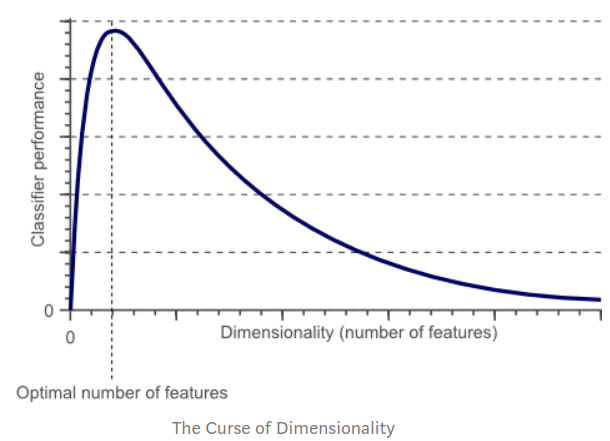 Classifier performance
0
0
Dimensionality (number of features)
Optimal number of features
The Curse of Dimensionality